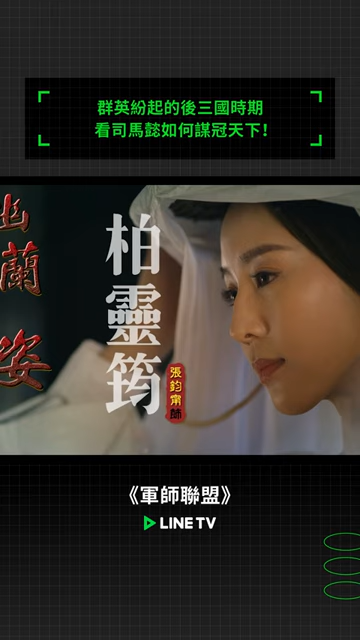 群英紛起的後三國時期
看司馬懿如何謀冠天下!
幽蘭姿
柏靈筠
張鈞甯飾
《軍師聯盟》
LINE TV